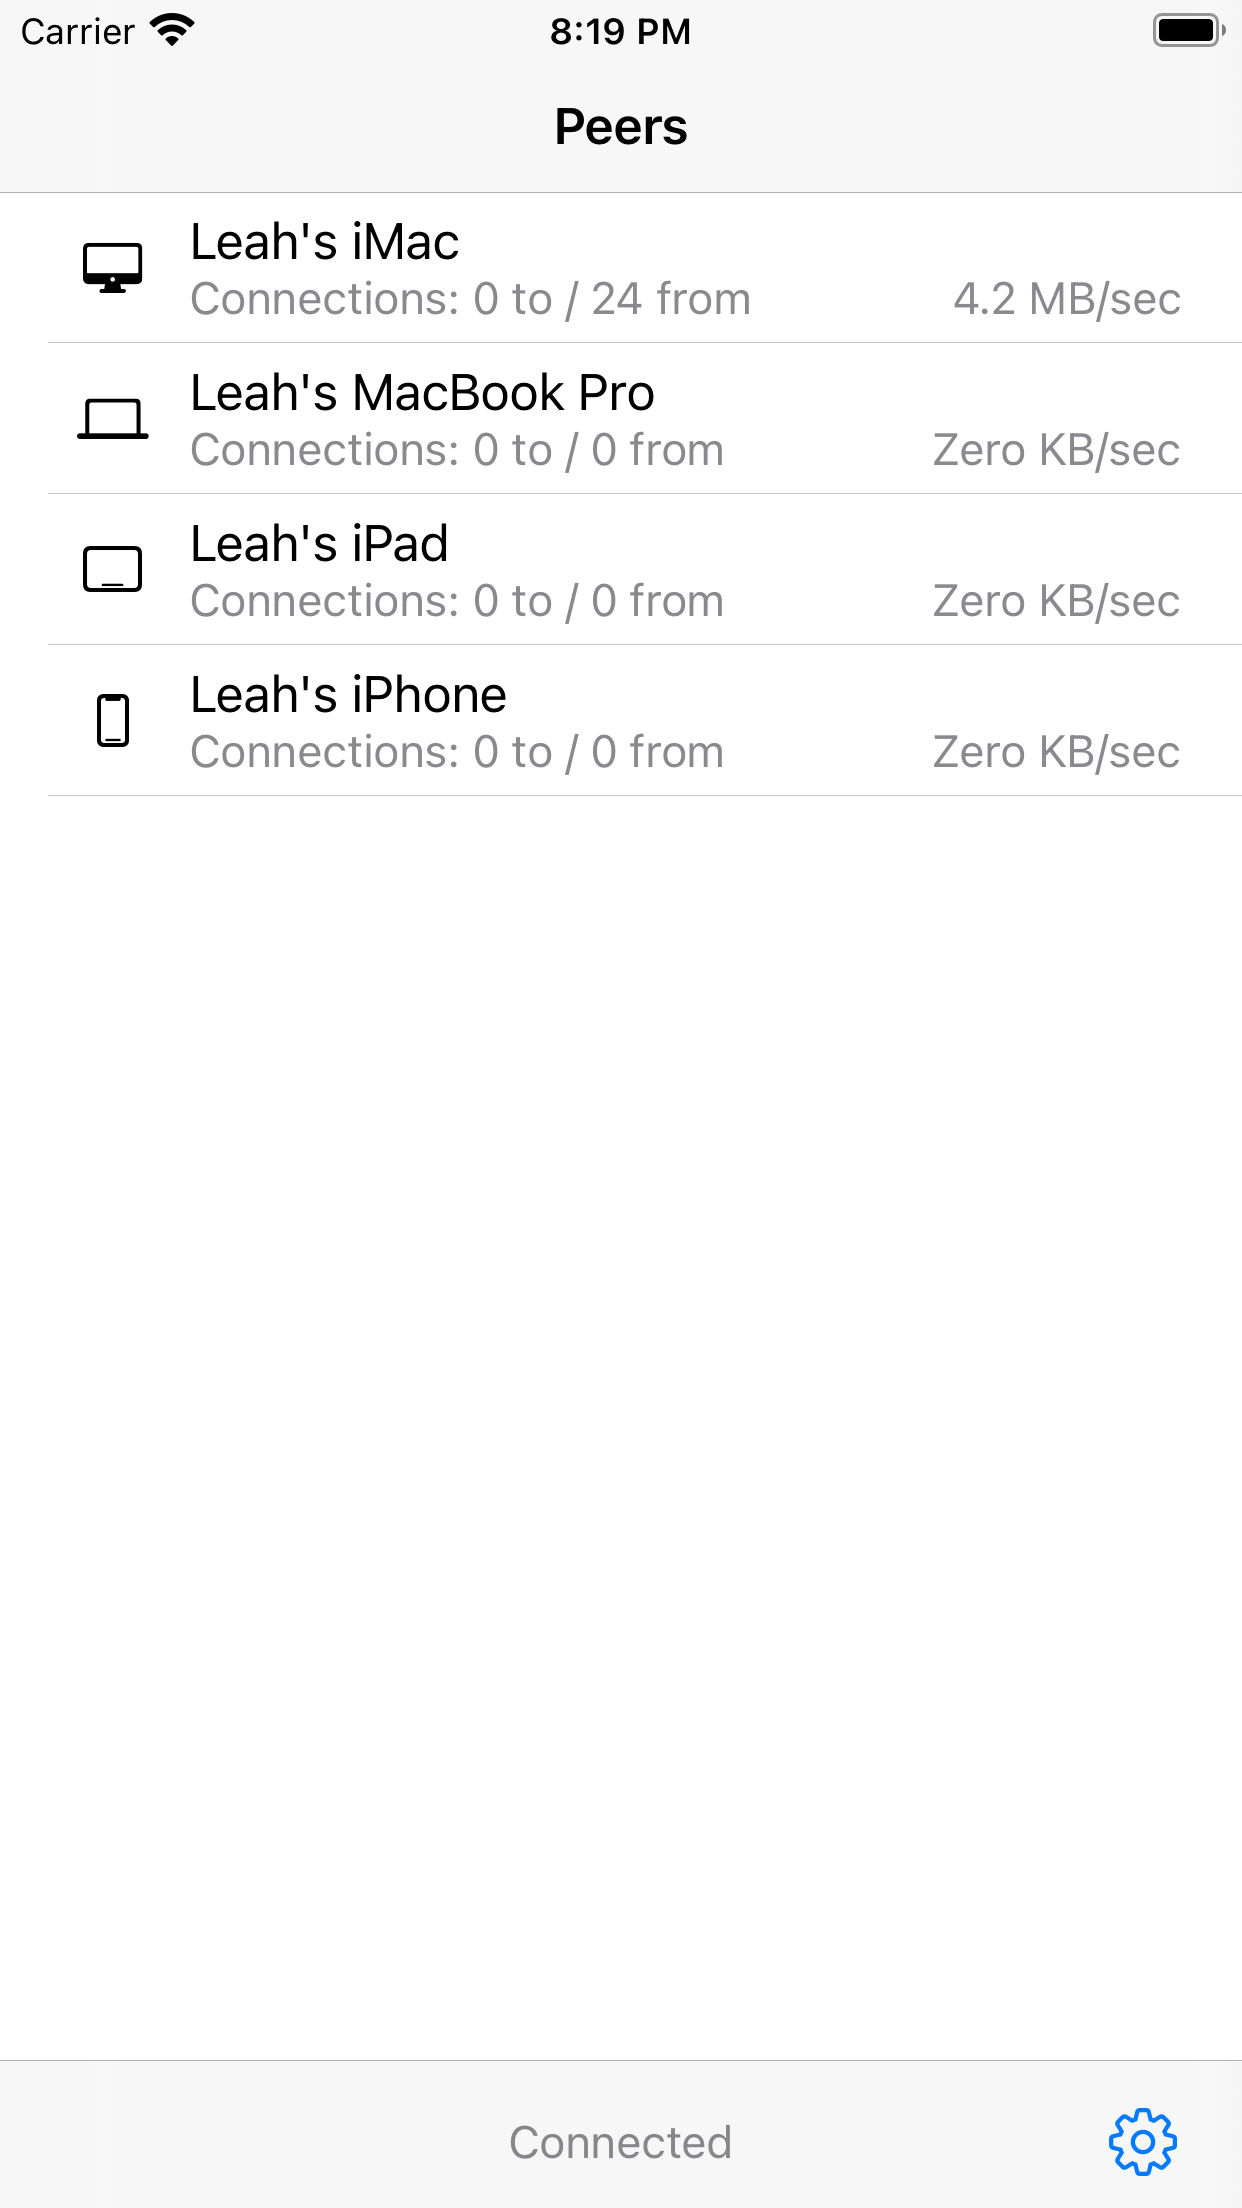 Carrier 8:19 PM
Peers
Leah's iMac
Connections: 0 to / 24 from 4.2 MB/sec
Leah's MacBook Pro
Connections: 0 to / 0 from Zero KB/sec
Leah's iPad
Connections: 0 to / 0 from Zero KB/sec
Leah's iPhone
Connections: 0 to / 0 from Zero KB/sec
Connected